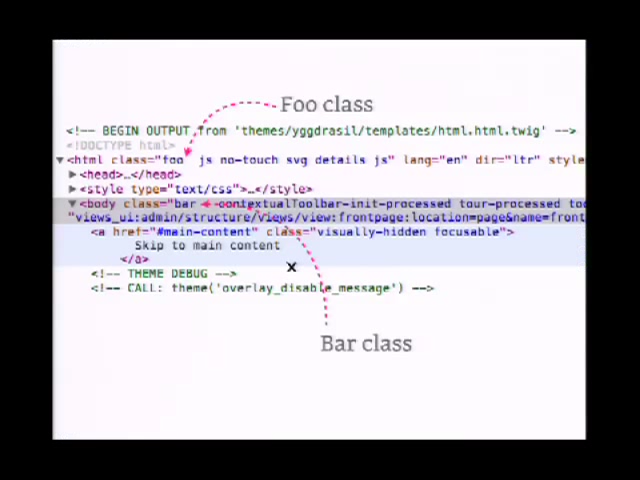 Foo class
<!-- BEGIN OUTPUT from 'themes/yggdrasil/templates/html.html.twig' -->
<!DOCTYPE html>
▼<html class="foo js no-touch svg details js" lang="en" dir="ltr" style
▶<head>…</head>
▶<style type="text/css">…</style>
▼<body class="bar contextualToolbar-init-processed tour-processed too
"views_ui:admin/structure/views/view:frontpage:location=page&name=front
<a href="#main-content" class="visually-hidden focusable">
Skip to main content
</a>
x
<!-- THEME DEBUG -->
<!-- CALL: theme('overlay_disable_message') -->
Bar class